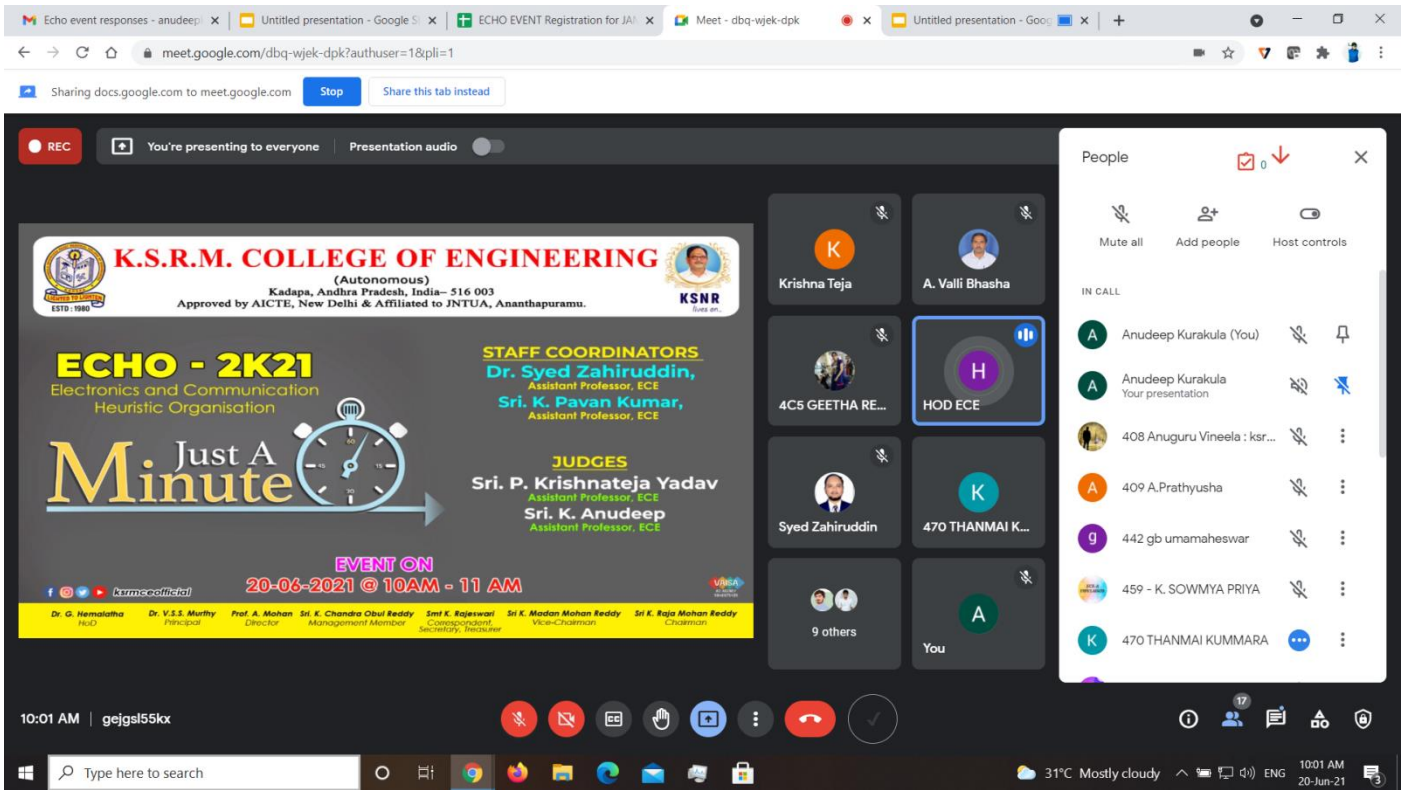 Echo event responses - anudeep
Untitled presentation - Google S
ECHO EVENT Registration for JA
Meet - dbq-wjek-dpk
Untitled presentation - Goog
meet.google.com/dbq-wjek-dpk?authuser=1&pli=1
Sharing docs.google.com to meet.google.com
Stop
Share this tab instead
REC
You're presenting to everyone
Presentation audio
K.S.R.M. COLLEGE OF ENGINEERING
(Autonomous)
Kadapa, Andhra Pradesh, India– 516 003
Approved by AICTE, New Delhi & Affiliated to JNTUA, Ananthapuramu.
ESTD : 1980
KSNR
lives on..
ECHO - 2K21
Electronics and Communication
Heuristic Organisation
Just A
Minute
60
15
30
45
STAFF COORDINATORS
Dr. Syed Zahiruddin,
Assistant Professor, ECE
Sri. K. Pavan Kumar,
Assistant Professor, ECE
JUDGES
Sri. P. Krishnateja Yadav
Assistant Professor, ECE
Sri. K. Anudeep
Assistant Professor, ECE
EVENT ON
20-06-2021 @ 10AM - 11 AM
ksrmceofficial
Dr. G. Hemalatha
HoD
Dr. V.S.S. Murthy
Principal
Prof. A. Mohan
Director
Sri. K. Chandra Obul Reddy
Management Member
Smt K. Rajeswari
Correspondent,
Secretary, Treasurer
Sri K. Madan Mohan Reddy
Vice-Chairman
Sri K. Raja Mohan Reddy
Chairman
K
Krishna Teja
A. Valli Bhasha
4C5 GEETHA RE...
H
HOD ECE
Syed Zahiruddin
K
470 THANMAI K...
9 others
A
You
People
0
Mute all
Add people
Host controls
IN CALL
A
Anudeep Kurakula (You)
A
Anudeep Kurakula
Your presentation
408 Anuguru Vineela : ksr...
A
409 A.Prathyusha
g
442 gb umamaheswar
459 - K. SOWMYA PRIYA
K
470 THANMAI KUMMARA
10:01 AM | gejgsl55kx
CC
17
Type here to search
31°C Mostly cloudy
ENG
10:01 AM
20-Jun-21
3